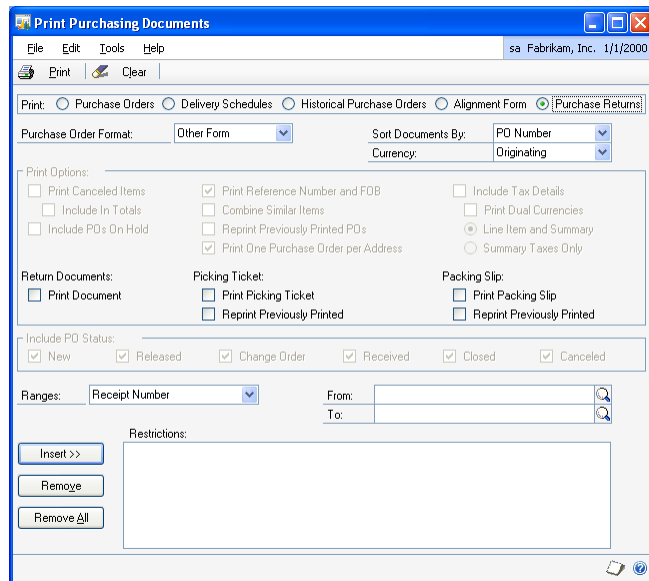 Print Purchasing Documents
File Edit Tools Help
sa Fabrikam, Inc. 1/1/2000
Print Clear
Print: Purchase Orders Delivery Schedules Historical Purchase Orders Alignment Form Purchase Returns
Purchase Order Format: Other Form Sort Documents By: PO Number
Currency: Originating
Print Options:
Print Canceled Items Print Reference Number and FOB Include Tax Details
Include In Totals Combine Similar Items Print Dual Currencies
Include POs On Hold Reprint Previously Printed POs Line Item and Summary
Print One Purchase Order per Address Summary Taxes Only
Return Documents: Picking Ticket: Packing Slip:
Print Document Print Picking Ticket Print Packing Slip
Reprint Previously Printed Reprint Previously Printed
Include PO Status:
New Released Change Order Received Closed Canceled
Ranges: Receipt Number From:
To:
Restrictions:
Insert >>
Remove
Remove All